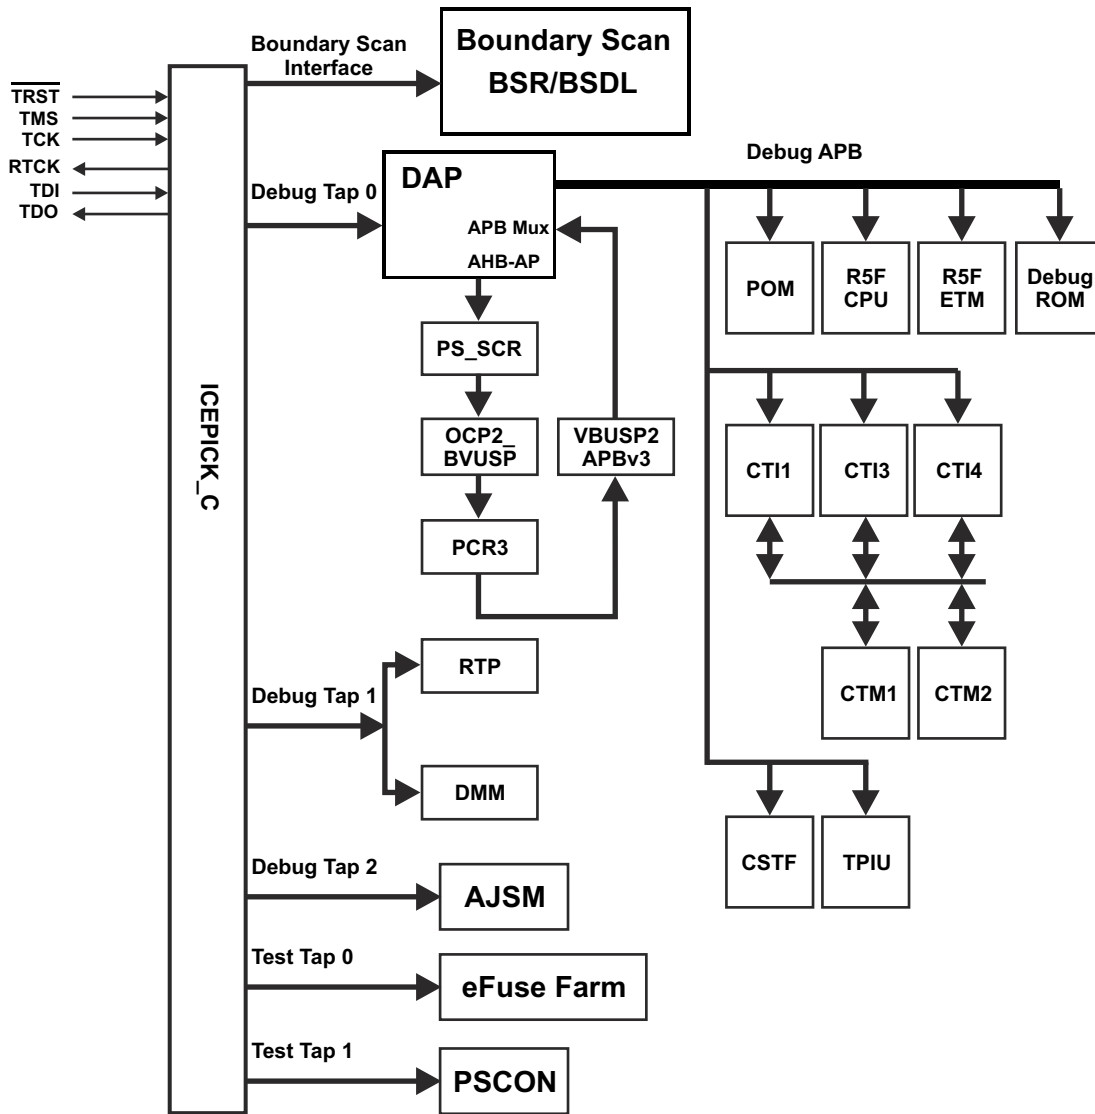 Boundary Scan
Interface
Boundary Scan
BSR/BSDL
TRST
TMS
TCK
RTCK
TDI
TDO
ICEPICK_C
Debug Tap 0
DAP
APB Mux
AHB-AP
Debug APB
POM
R5F
CPU
R5F
ETM
Debug
ROM
PS_SCR
OCP2_
BVUSP
VBUSP2
APBv3
PCR3
CTI1
CTI3
CTI4
CTM1
CTM2
Debug Tap 1
RTP
DMM
CSTF
TPIU
Debug Tap 2
AJSM
Test Tap 0
eFuse Farm
Test Tap 1
PSCON